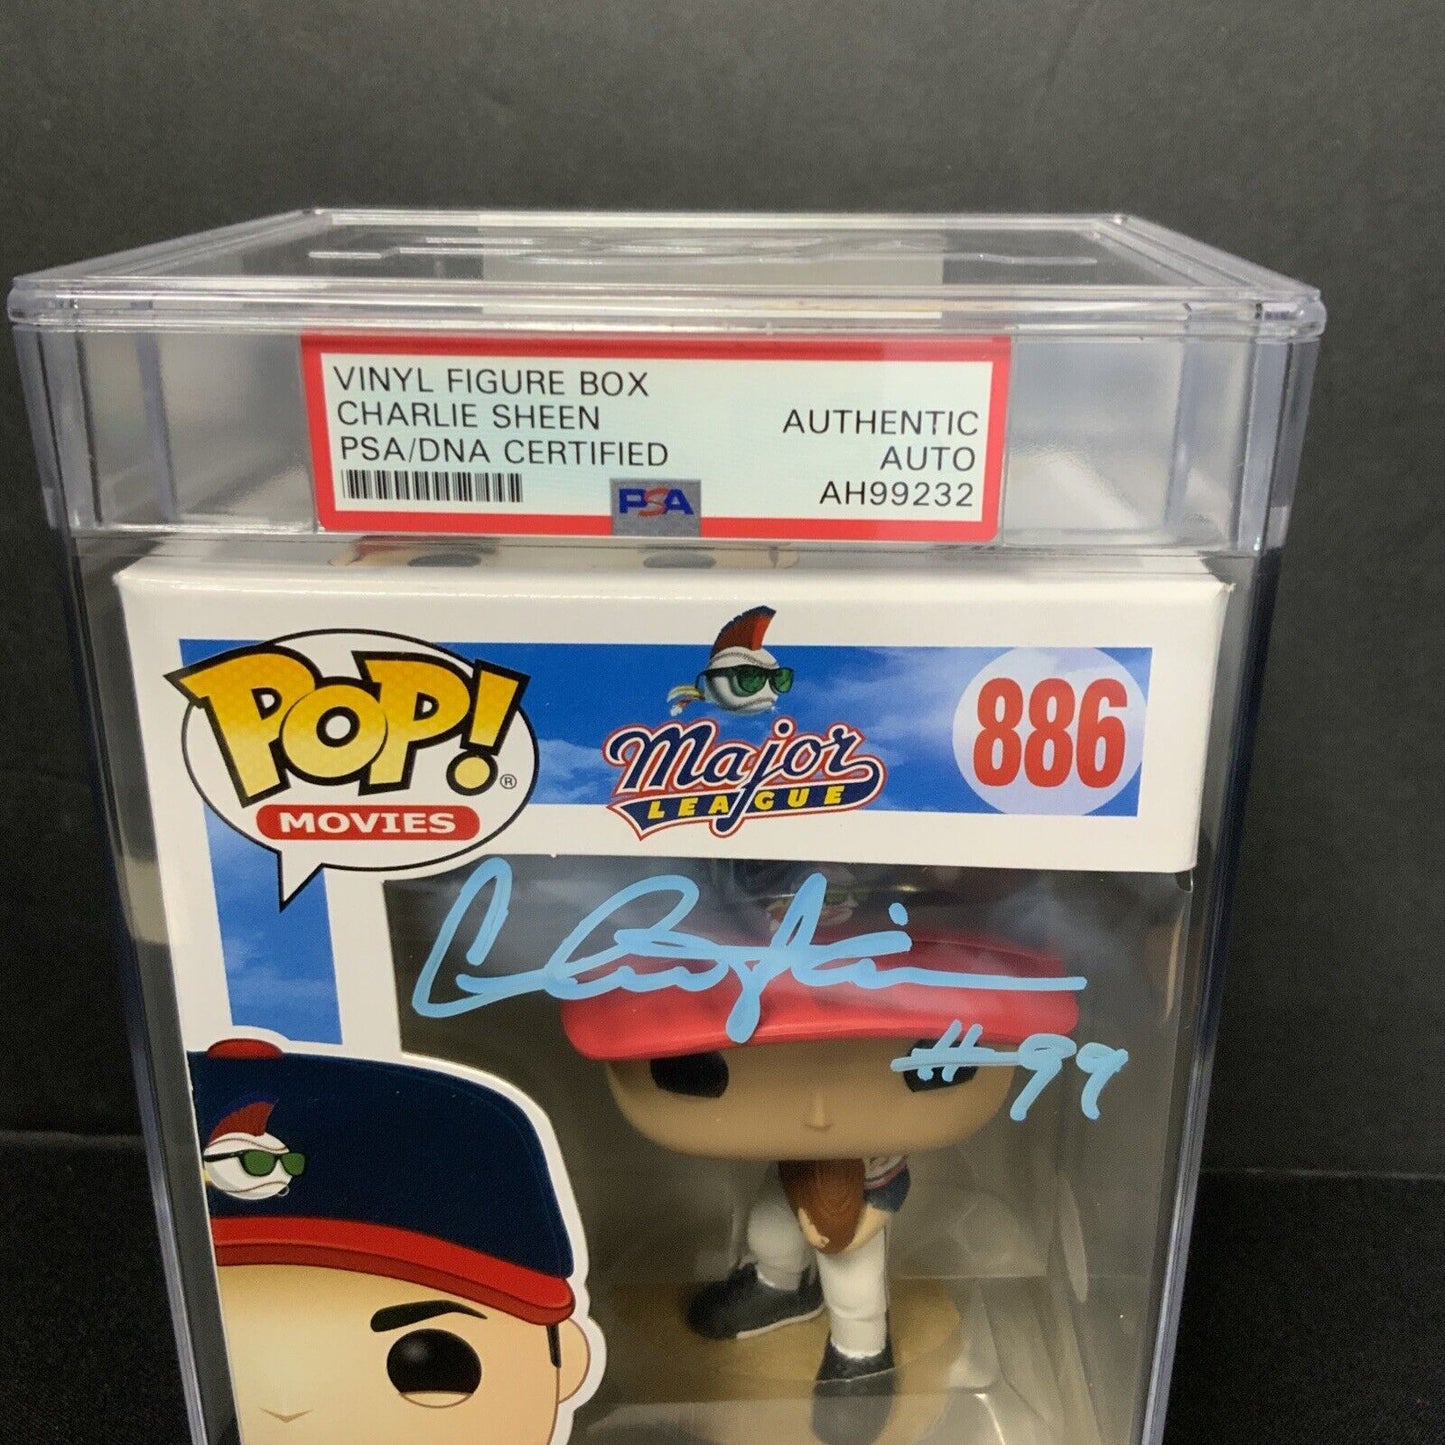 VINYL FIGURE BOX
CHARLIE SHEEN
PSA/DNA CERTIFIED
AUTHENTIC
AUTO
AH99232
PSA
POP!®
MOVIES
Major
LEAGUE
886
#99